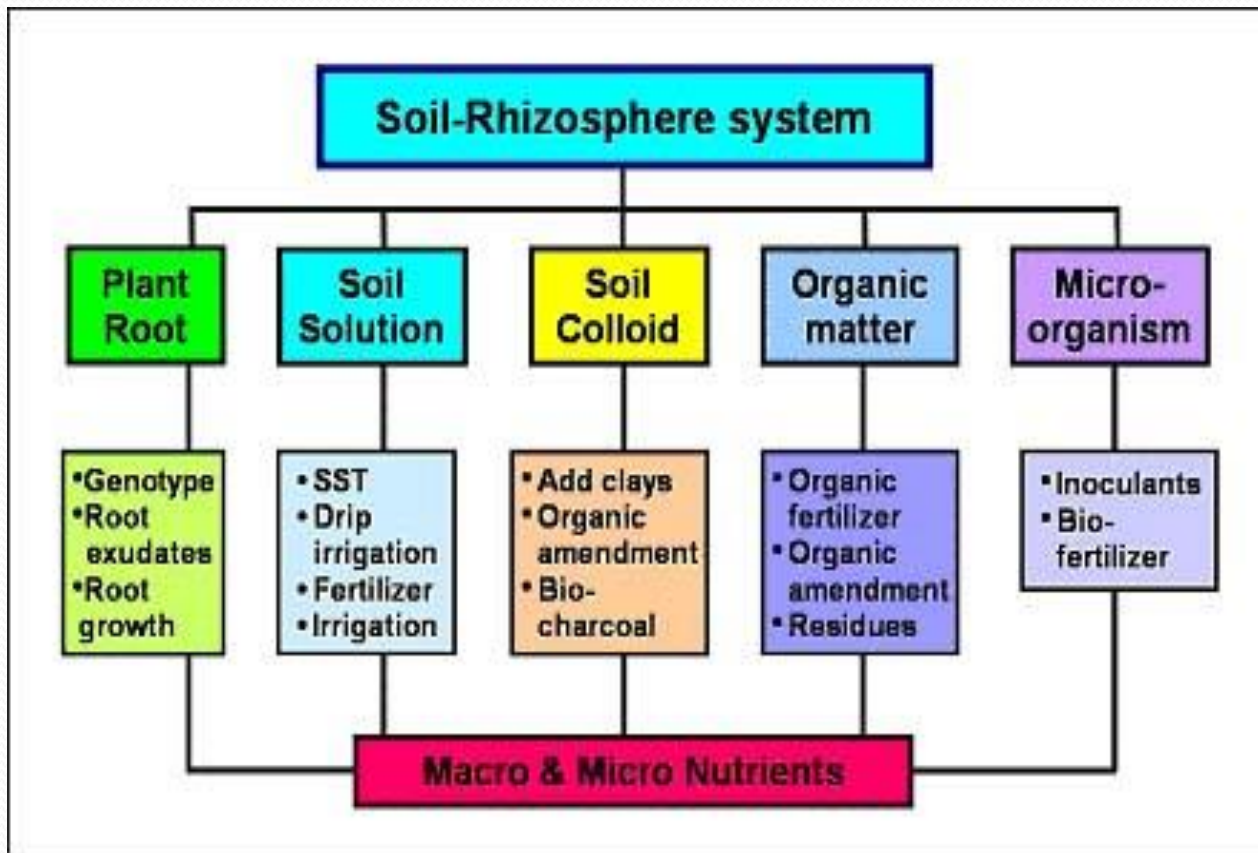 Soil-Rhizosphere system
Plant
Root
Soil
Solution
Soil
Colloid
Organic
matter
Micro-
organism
•Genotype
•Root
exudates
•Root
growth
•SST
•Drip
irrigation
•Fertilizer
•Irrigation
•Add clays
•Organic
amendment
•Bio-
charcoal
•Organic
fertilizer
•Organic
amendment
•Residues
•Inoculants
•Bio-
fertilizer
Macro & Micro Nutrients